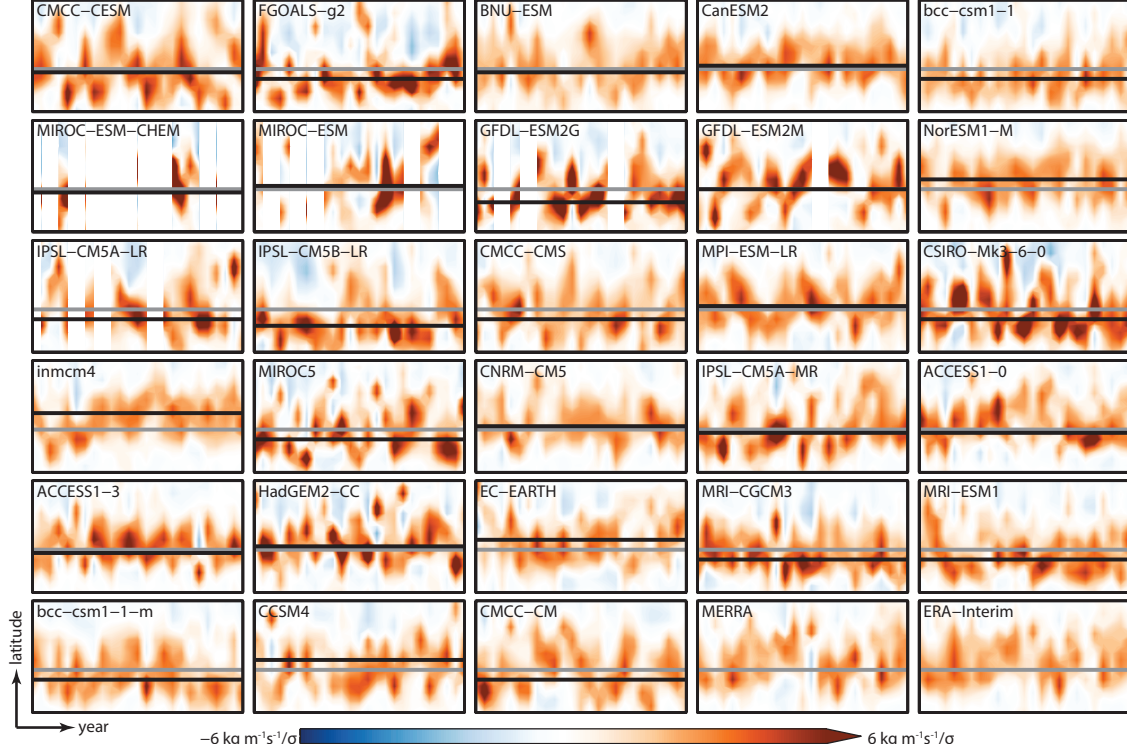 CMCC−CESM
FGOALS−g2
BNU−ESM
CanESM2
bcc−csm1−1
MIROC−ESM−CHEM
MIROC−ESM
GFDL−ESM2G
GFDL−ESM2M
NorESM1−M
IPSL−CM5A−LR
IPSL−CM5B−LR
CMCC−CMS
MPI−ESM−LR
CSIRO−Mk3−6−0
inmcm4
MIROC5
CNRM−CM5
IPSL−CM5A−MR
ACCESS1−0
ACCESS1−3
HadGEM2−CC
EC−EARTH
MRI−CGCM3
MRI−ESM1
bcc−csm1−1−m
CCSM4
CMCC−CM
MERRA
ERA−Interim
latitude
year
−6 kg m⁻¹s⁻¹/σ
6 kg m⁻¹s⁻¹/σ